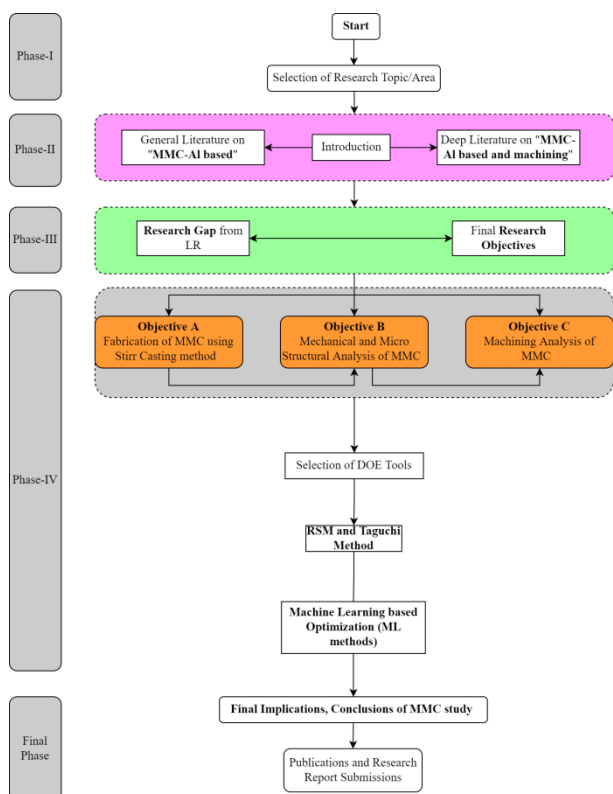 Start
Phase-I
Selection of Research Topic/Area
Phase-II
General Literature on
"MMC-Al based"
Introduction
Deep Literature on "MMC-
Al based and machining"
Phase-III
Research Gap from
LR
Final Research
Objectives
Objective A
Fabrication of MMC using
Stirr Casting method
Objective B
Mechanical and Micro
Structural Analysis of MMC
Objective C
Machining Analysis of
MMC
Phase-IV
Selection of DOE Tools
RSM and Taguchi
Method
Machine Learning based
Optimization (ML
methods)
Final Implications, Conclusions of MMC study
Final
Phase
Publications and Research
Report Submissions